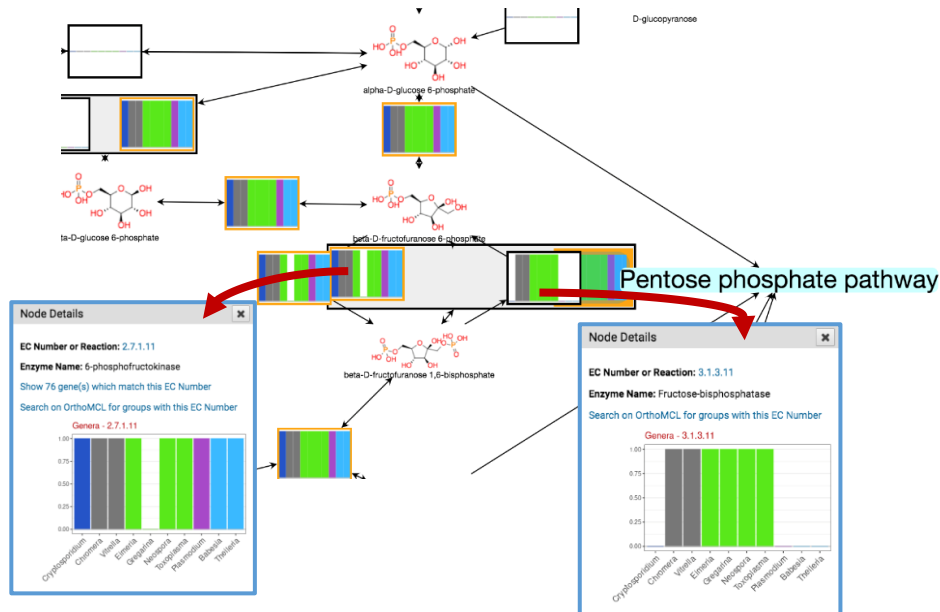 D-glucopyranose
alpha-D-glucose 6-phosphate
ta-D-glucose 6-phosphate
beta-D-fructofuranose 6-phosphate
Pentose phosphate pathway
beta-D-fructofuranose 1,6-bisphosphate
Node Details
EC Number or Reaction: 2.7.1.11
Enzyme Name: 6-phosphofructokinase
Show 76 gene(s) which match this EC Number
Search on OrthoMCL for groups with this EC Number
Genera - 2.7.1.11
1.00
0.75
0.50
0.25
0.00
Cryptosporidium
Chromera
Vitrella
Eimeria
Gregarina
Neospora
Toxoplasma
Plasmodium
Babesia
Theileria
Node Details
EC Number or Reaction: 3.1.3.11
Enzyme Name: Fructose-bisphosphatase
Search on OrthoMCL for groups with this EC Number
Genera - 3.1.3.11
1.00
0.75
0.50
0.25
0.00
Cryptosporidium
Chromera
Vitrella
Eimeria
Gregarina
Neospora
Toxoplasma
Plasmodium
Babesia
Theileria